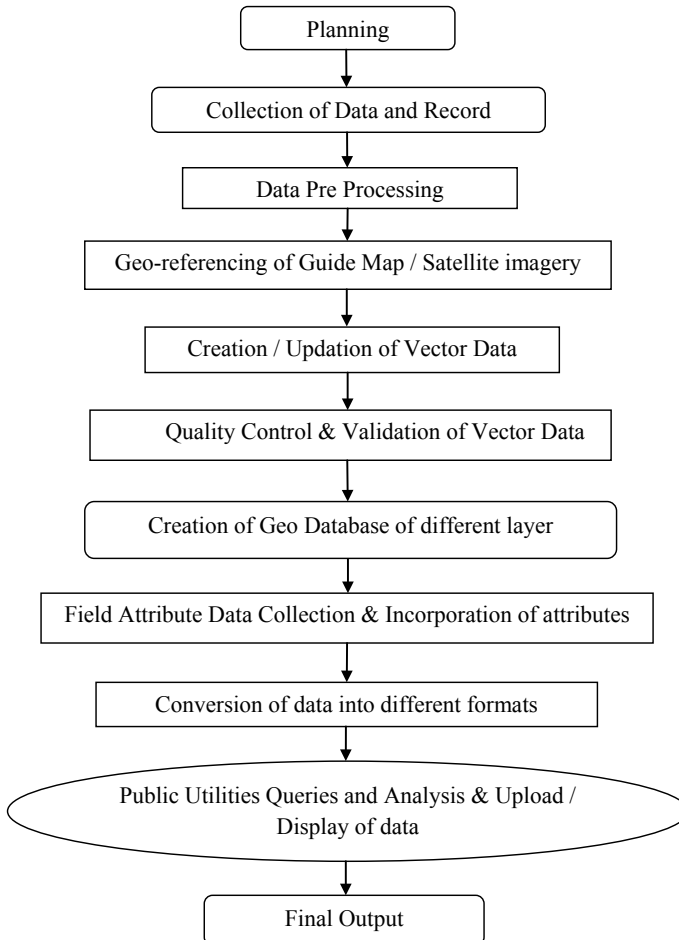 Planning
Collection of Data and Record
Data Pre Processing
Geo-referencing of Guide Map / Satellite imagery
Creation / Updation of Vector Data
Quality Control & Validation of Vector Data
Creation of Geo Database of different layer
Field Attribute Data Collection & Incorporation of attributes
Conversion of data into different formats
Public Utilities Queries and Analysis & Upload /
Display of data
Final Output